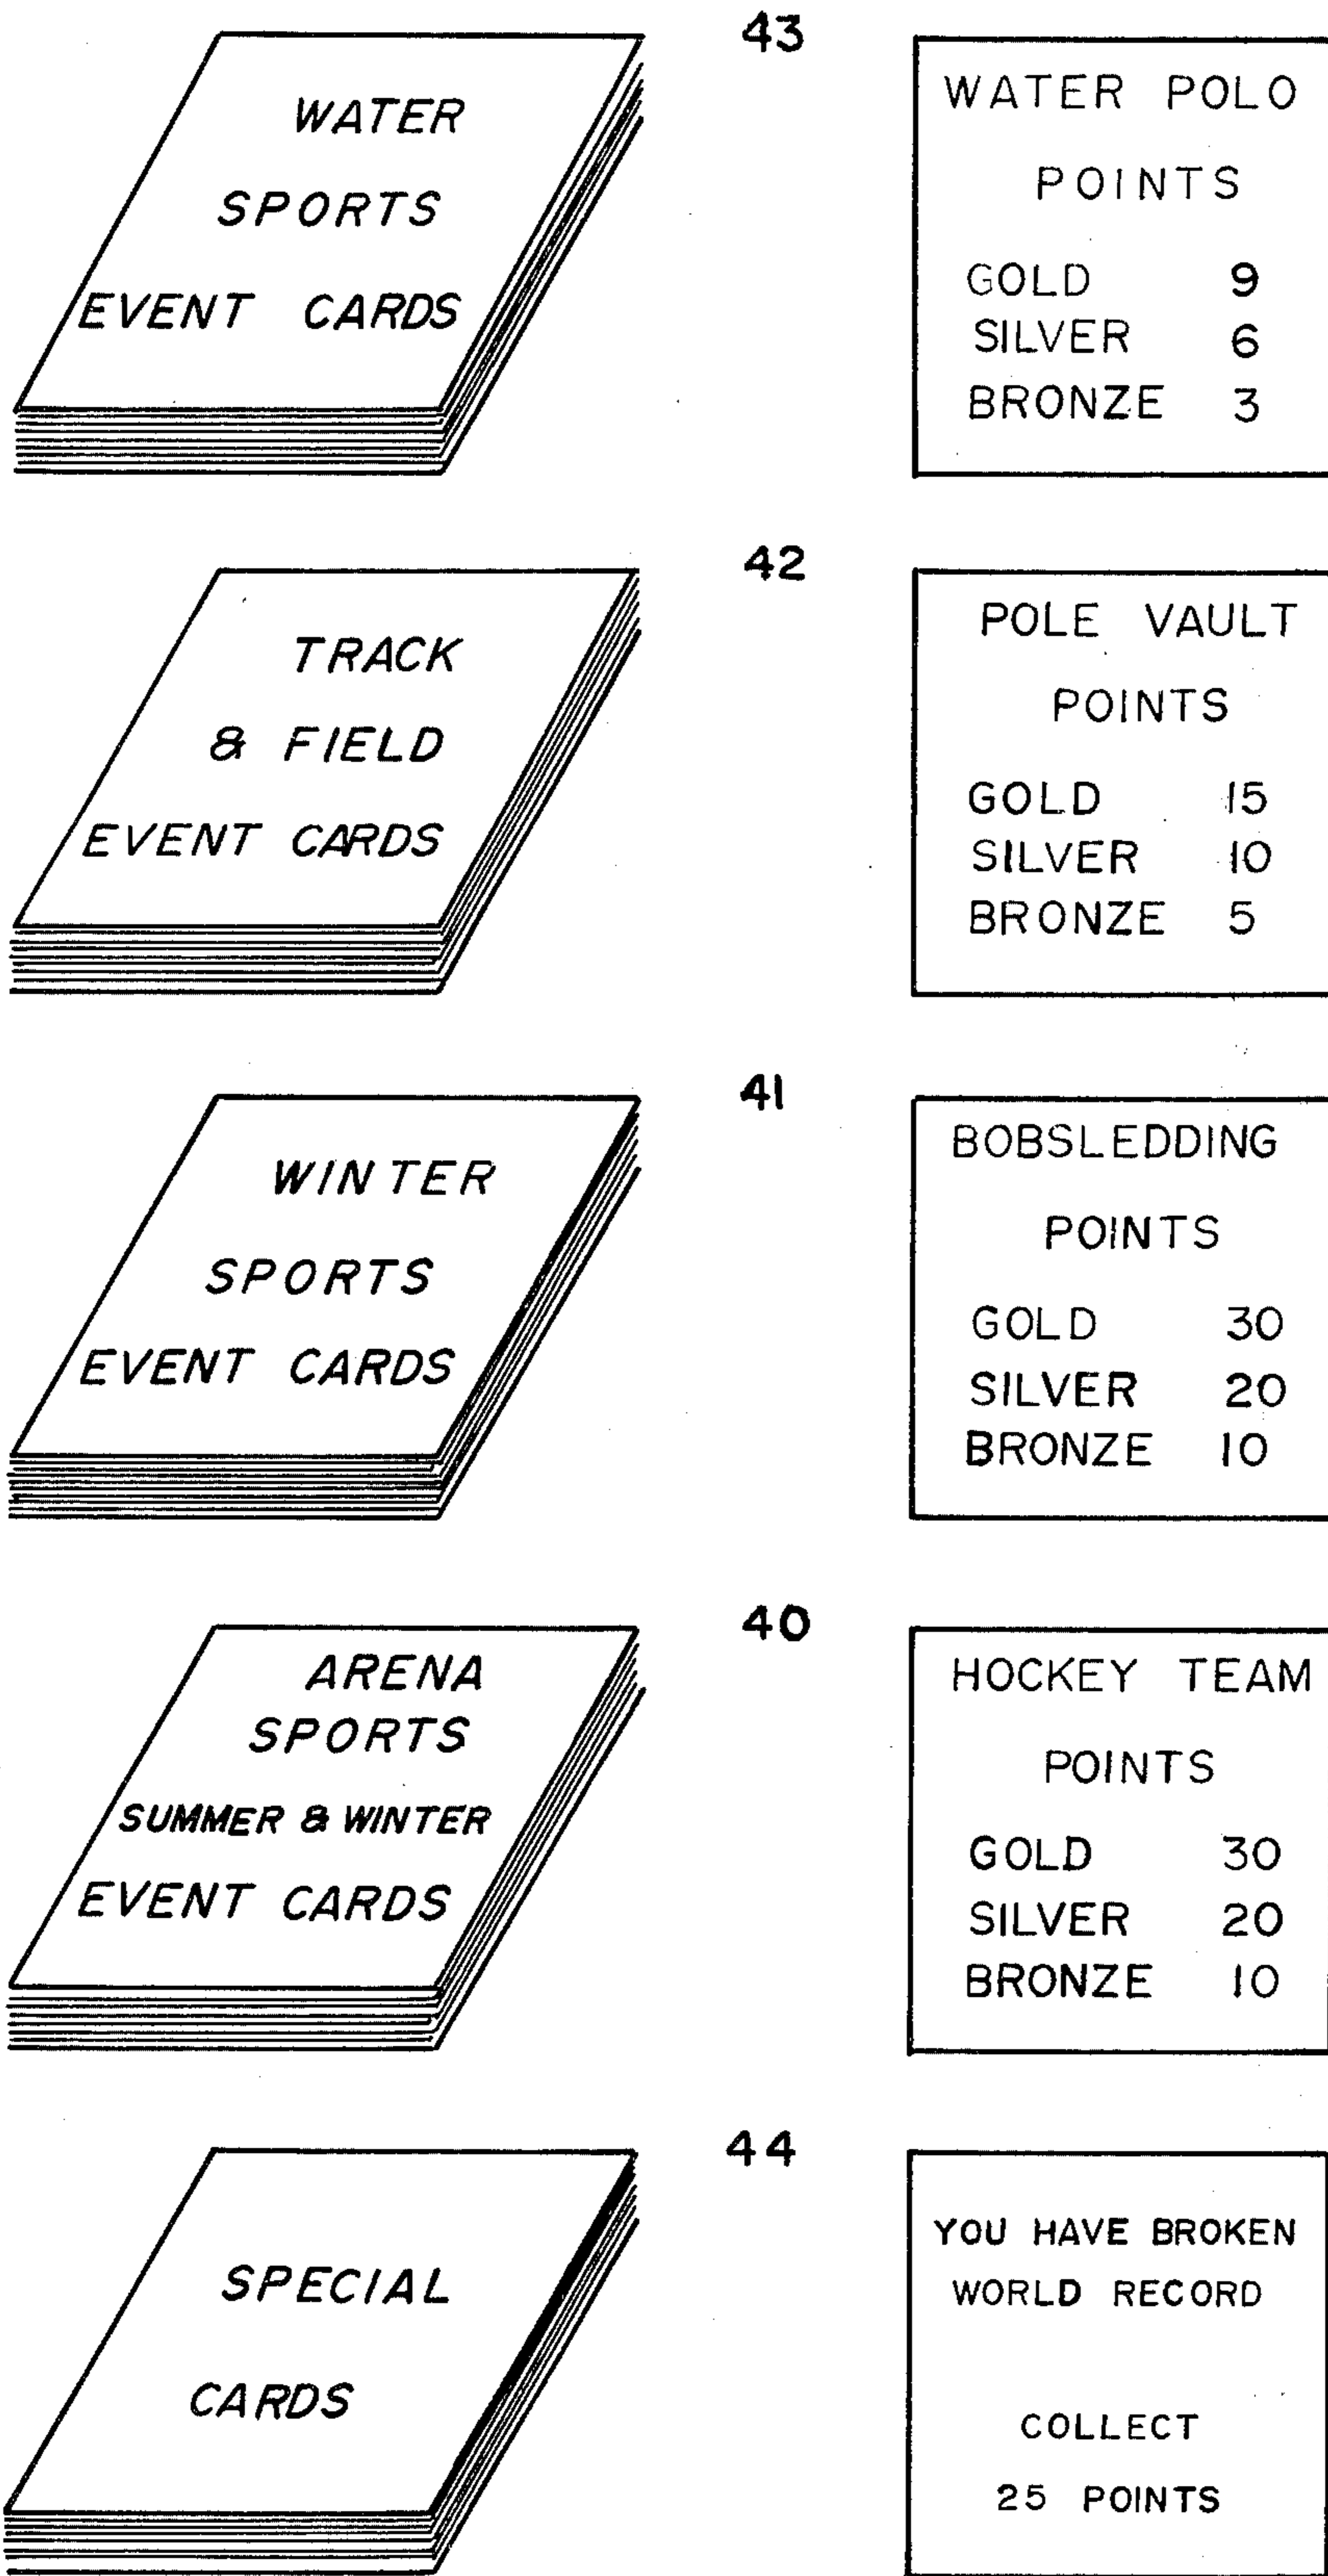 WATER
SPORTS
EVENT CARDS
43
WATER POLO
POINTS
GOLD 9
SILVER 6
BRONZE 3
TRACK
& FIELD
EVENT CARDS
42
POLE VAULT
POINTS
GOLD 15
SILVER 10
BRONZE 5
WINTER
SPORTS
EVENT CARDS
41
BOBSLEDDING
POINTS
GOLD 30
SILVER 20
BRONZE 10
ARENA
SPORTS
SUMMER & WINTER
EVENT CARDS
40
HOCKEY TEAM
POINTS
GOLD 30
SILVER 20
BRONZE 10
SPECIAL
CARDS
44
YOU HAVE BROKEN
WORLD RECORD
COLLECT
25 POINTS